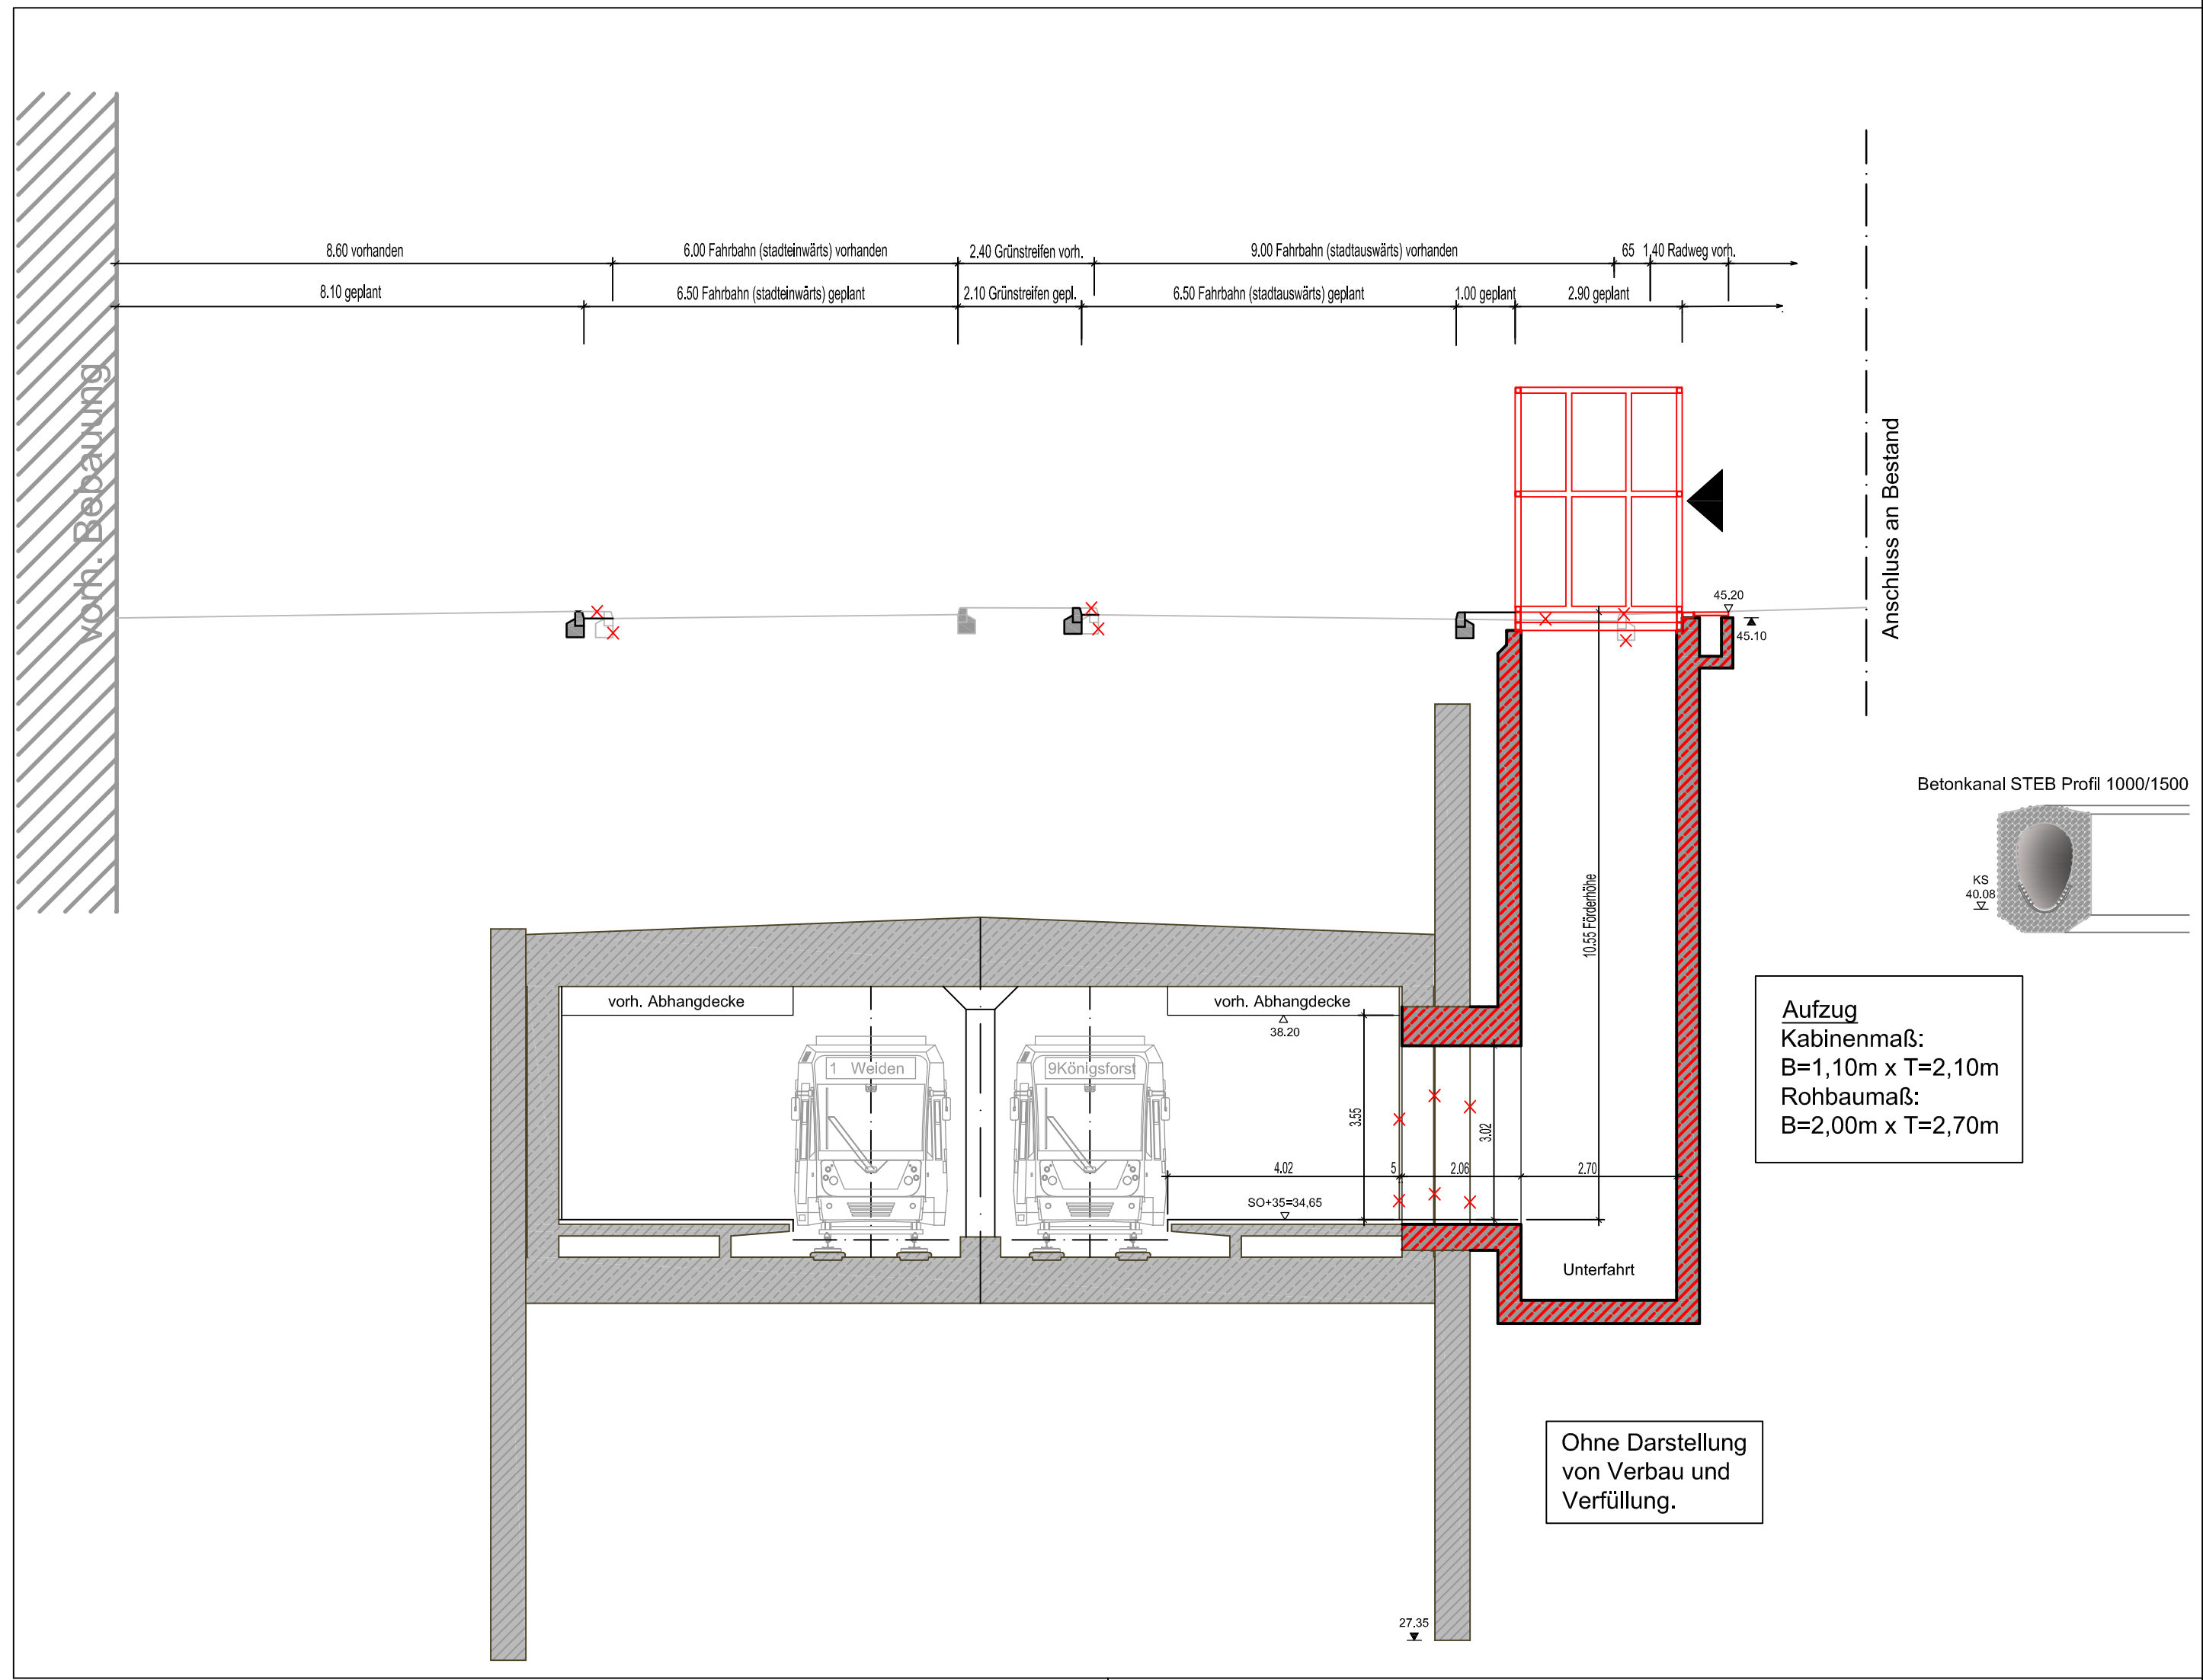 8.60 vorhanden
6.00 Fahrbahn (stadteinwärts) vorhanden
2.40 Grünstreifen vorh.
9.00 Fahrbahn (stadtauswärts) vorhanden
65
1.40 Radweg vorh.
8.10 geplant
6.50 Fahrbahn (stadteinwärts) geplant
2.10 Grünstreifen gepl.
6.50 Fahrbahn (stadtauswärts) geplant
1.00 geplant
2.90 geplant
vorh. Bebauung
Anschluss an Bestand
45.20
45.10
Betonkanal STEB Profil 1000/1500
KS
40.08
10.55 Förderhöhe
vorh. Abhangdecke
vorh. Abhangdecke
38.20
1 Weiden
9Königsforst
3.55
3.02
4.02
5
2.06
2.70
SO+35=34,65
Unterfahrt
Aufzug
Kabinenmaß:
B=1,10m x T=2,10m
Rohbaumaß:
B=2,00m x T=2,70m
Ohne Darstellung
von Verbau und
Verfüllung.
27.35